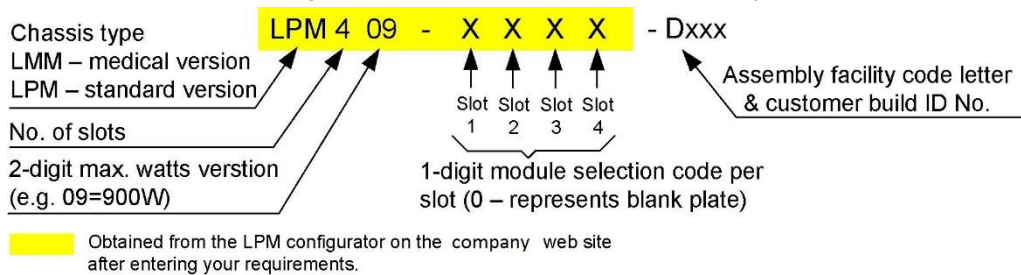 LPM 4 09 - X X X X - Dxxx
Chassis type
LMM – medical version
LPM – standard version
No. of slots
2-digit max. watts verstion
(e.g. 09=900W)
Slot Slot Slot Slot
1 2 3 4
1-digit module selection code per
slot (0 – represents blank plate)
Assembly facility code letter
& customer build ID No.
Obtained from the LPM configurator on the company web site
after entering your requirements.